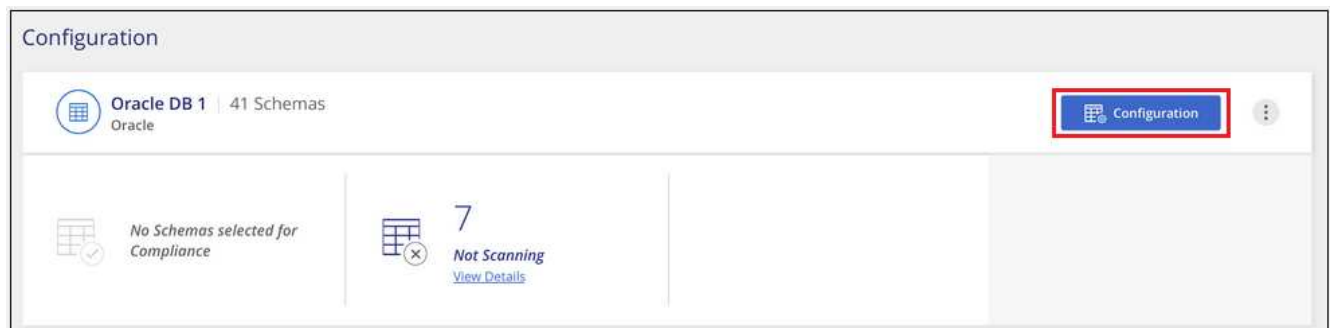 Configuration
Oracle DB 1 | 41 Schemas
Configuration
Oracle
No Schemas selected for
Compliance
7
Not Scanning
View Details